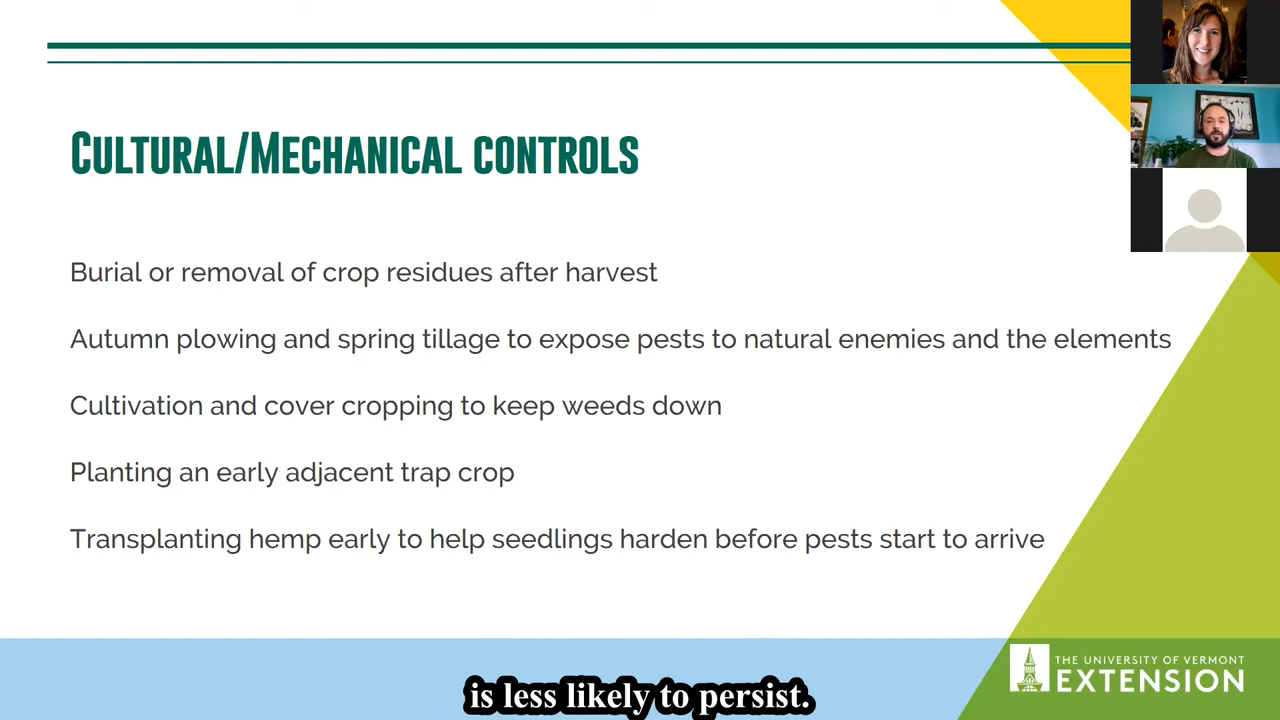 Cultural/Mechanical controls
Burial or removal of crop residues after harvest
Autumn plowing and spring tillage to expose pests to natural enemies and the elements
Cultivation and cover cropping to keep weeds down
Planting an early adjacent trap crop
Transplanting hemp early to help seedlings harden before pests start to arrive
THE UNIVERSITY OF VERMONT
EXTENSION
is less likely to persist.